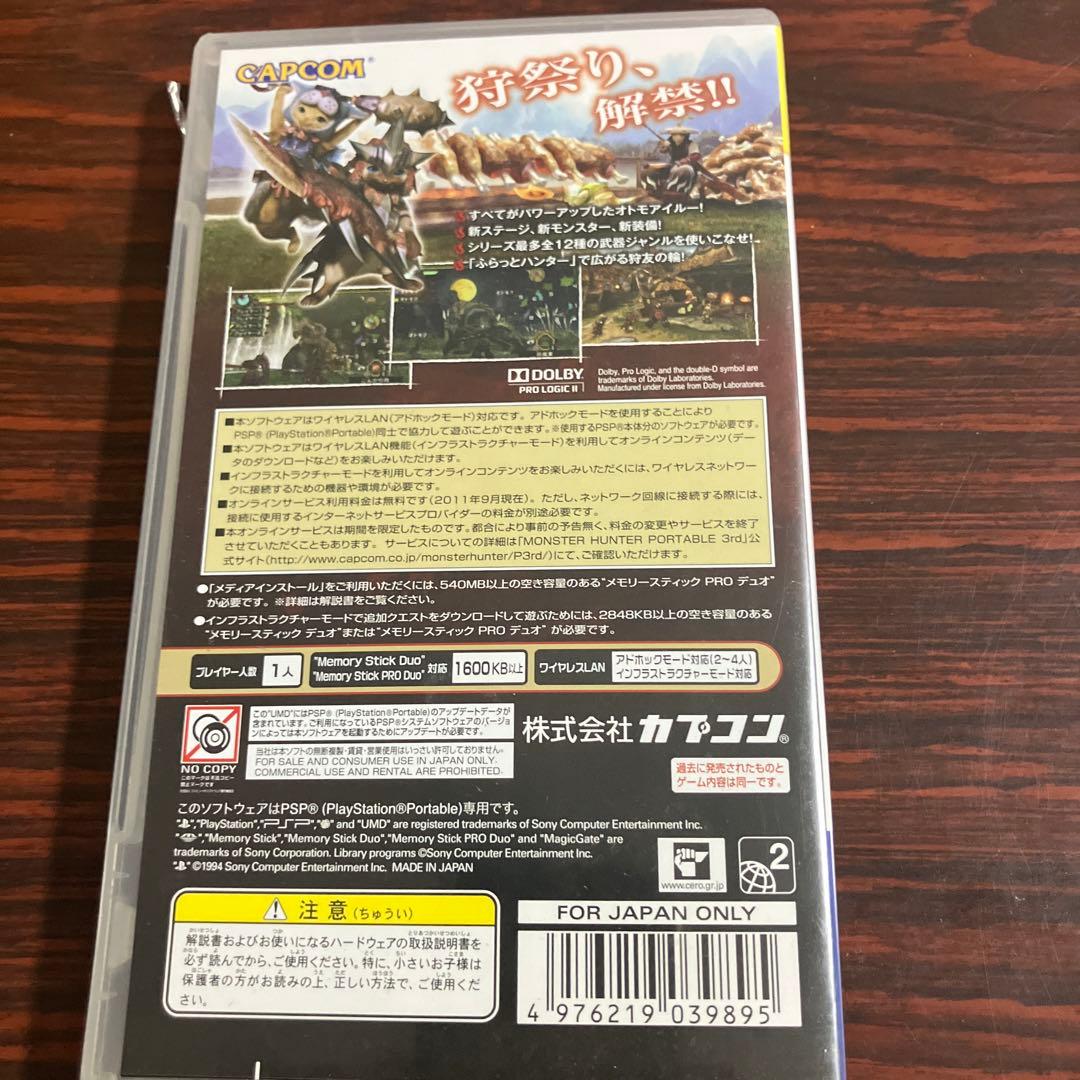 CAPCOM®
狩祭り、
解禁!!
すべてがパワーアップしたオトモアイルー!
新ステージ、新モンスター、新装備!
シリーズ最多全12種の武器ジャンルを使いこなせ!
「ふらっとハンター」で広がる狩友の輪!
DOLBY
PRO LOGIC II
Dolby, Pro Logic, and the double-D symbol are
trademarks of Dolby Laboratories.
Manufactured under license from Dolby Laboratories.
■本ソフトウェアはワイヤレスLAN(アドホックモード)対応です。アドホックモードを使用することにより
PSP®(PlayStation®Portable)同士で協力して遊ぶことができます。※使用するPSP®本体分のソフトウェアが必要です。
■本ソフトウェアはワイヤレスLAN機能(インフラストラクチャーモード)を利用してオンラインコンテンツ(デー
タのダウンロードなど)をお楽しみいただけます。
■インフラストラクチャーモードを利用してオンラインコンテンツをお楽しみいただくには、ワイヤレスネットワー
クに接続するための機器や環境が必要です。
■オンラインサービス利用料金は無料です(2011年9月現在)。ただし、ネットワーク回線に接続する際には、
接続に使用するインターネットサービスプロバイダーの料金が別途必要です。
■本オンラインサービスは期間を限定したものです。都合により事前の予告無く、料金の変更やサービスを終了
させていただくこともあります。サービスについての詳細は「MONSTER HUNTER PORTABLE 3rd」公
式サイト(http://www.capcom.co.jp/monsterhunter/P3rd/)にて、ご確認いただけます。
●「メディアインストール」をご利用いただくには、540MB以上の空き容量のある"メモリースティック PRO デュオ"
が必要です。※詳細は解説書をご覧ください。
●インフラストラクチャーモードで追加クエストをダウンロードして遊ぶためには、2848KB以上の空き容量のある
"メモリースティック デュオ"または"メモリースティック PRO デュオ"が必要です。
プレイヤー人数 1人
"Memory Stick Duo"
"Memory Stick PRO Duo" 対応 1600KB以上
ワイヤレスLAN アドホックモード対応(2〜4人)
インフラストラクチャーモード対応
NO COPY
この"UMD"にはPSP®(PlayStation®Portable)のアップデートデータが
含まれています。ご利用になっているPSP®システムソフトウェアのバージョ
ンによっては本ソフトウェアを起動するためにアップデートが必要です。
当社は本ソフトの無断複製・賃貸・営業使用はいっさい許可しておりません。
FOR SALE AND CONSUMER USE IN JAPAN ONLY.
COMMERCIAL USE AND RENTAL ARE PROHIBITED.
株式会社 カプコン®
過去に発売されたものと
ゲーム内容は同一です。
このソフトウェアはPSP®(PlayStation®Portable)専用です。
"PlayStation", "PSP", and "UMD" are registered trademarks of Sony Computer Entertainment Inc.
"Memory Stick", "Memory Stick Duo", "Memory Stick PRO Duo" and "MagicGate" are
trademarks of Sony Corporation. Library programs ©Sony Computer Entertainment Inc.
©1994 Sony Computer Entertainment Inc. MADE IN JAPAN
www.cero.gr.jp
2
注意(ちゅうい)
解説書およびお使いになるハードウェアの取扱説明書を
必ず読んでから、ご使用ください。特に、小さいお子様は
保護者の方がお読みの上、正しい方法で、ご使用くだ
さい。
FOR JAPAN ONLY
4 976219 039895